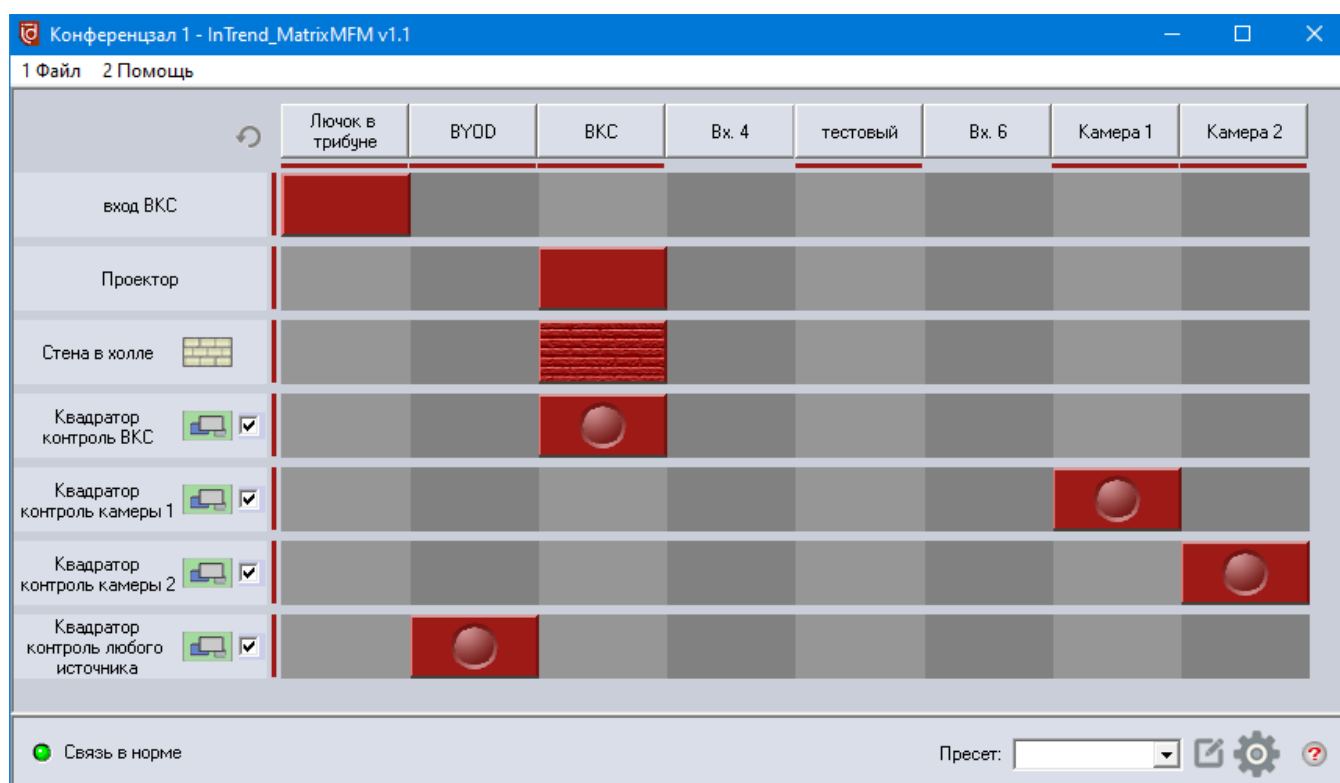 Конференцзал 1 - InTrend_MatrixMFM v1.1
1 Файл 2 Помощь
Лючок в
трибуне
BYOD
ВКС
Вх. 4
тестовый
Вх. 6
Камера 1
Камера 2
вход ВКС
Проектор
Стена в холле
Квадратор
контроль ВКС
Квадратор
контроль камеры 1
Квадратор
контроль камеры 2
Квадратор
контроль любого
источника
Связь в норме
Пресет:
?